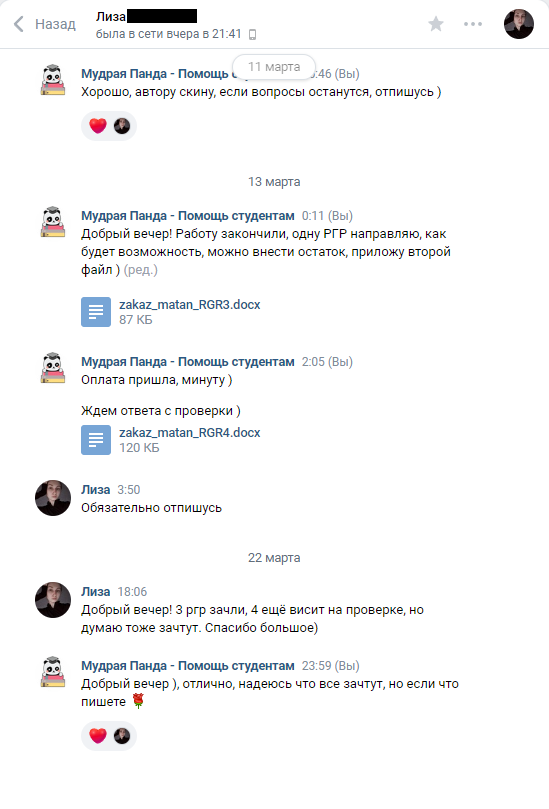 Назад
Лиза
была в сети вчера в 21:41
11 марта
Мудрая Панда - Помощь :46 (Вы)
Хорошо, автору скину, если вопросы останутся, отпишусь )
13 марта
Мудрая Панда - Помощь студентам 0:11 (Вы)
Добрый вечер! Работу закончили, одну РГР направляю, как
будет возможность, можно внести остаток, приложу второй
файл ) (ред.)
zakaz_matan_RGR3.docx
87 КБ
Мудрая Панда - Помощь студентам 2:05 (Вы)
Оплата пришла, минуту )
Ждем ответа с проверки )
zakaz_matan_RGR4.docx
120 КБ
Лиза 3:50
Обязательно отпишусь
22 марта
Лиза 18:06
Добрый вечер! 3 ргр зачли, 4 ещё висит на проверке, но
думаю тоже зачтут. Спасибо большое)
Мудрая Панда - Помощь студентам 23:59 (Вы)
Добрый вечер ), отлично, надеюсь что все зачтут, но если что
пишете 🌹